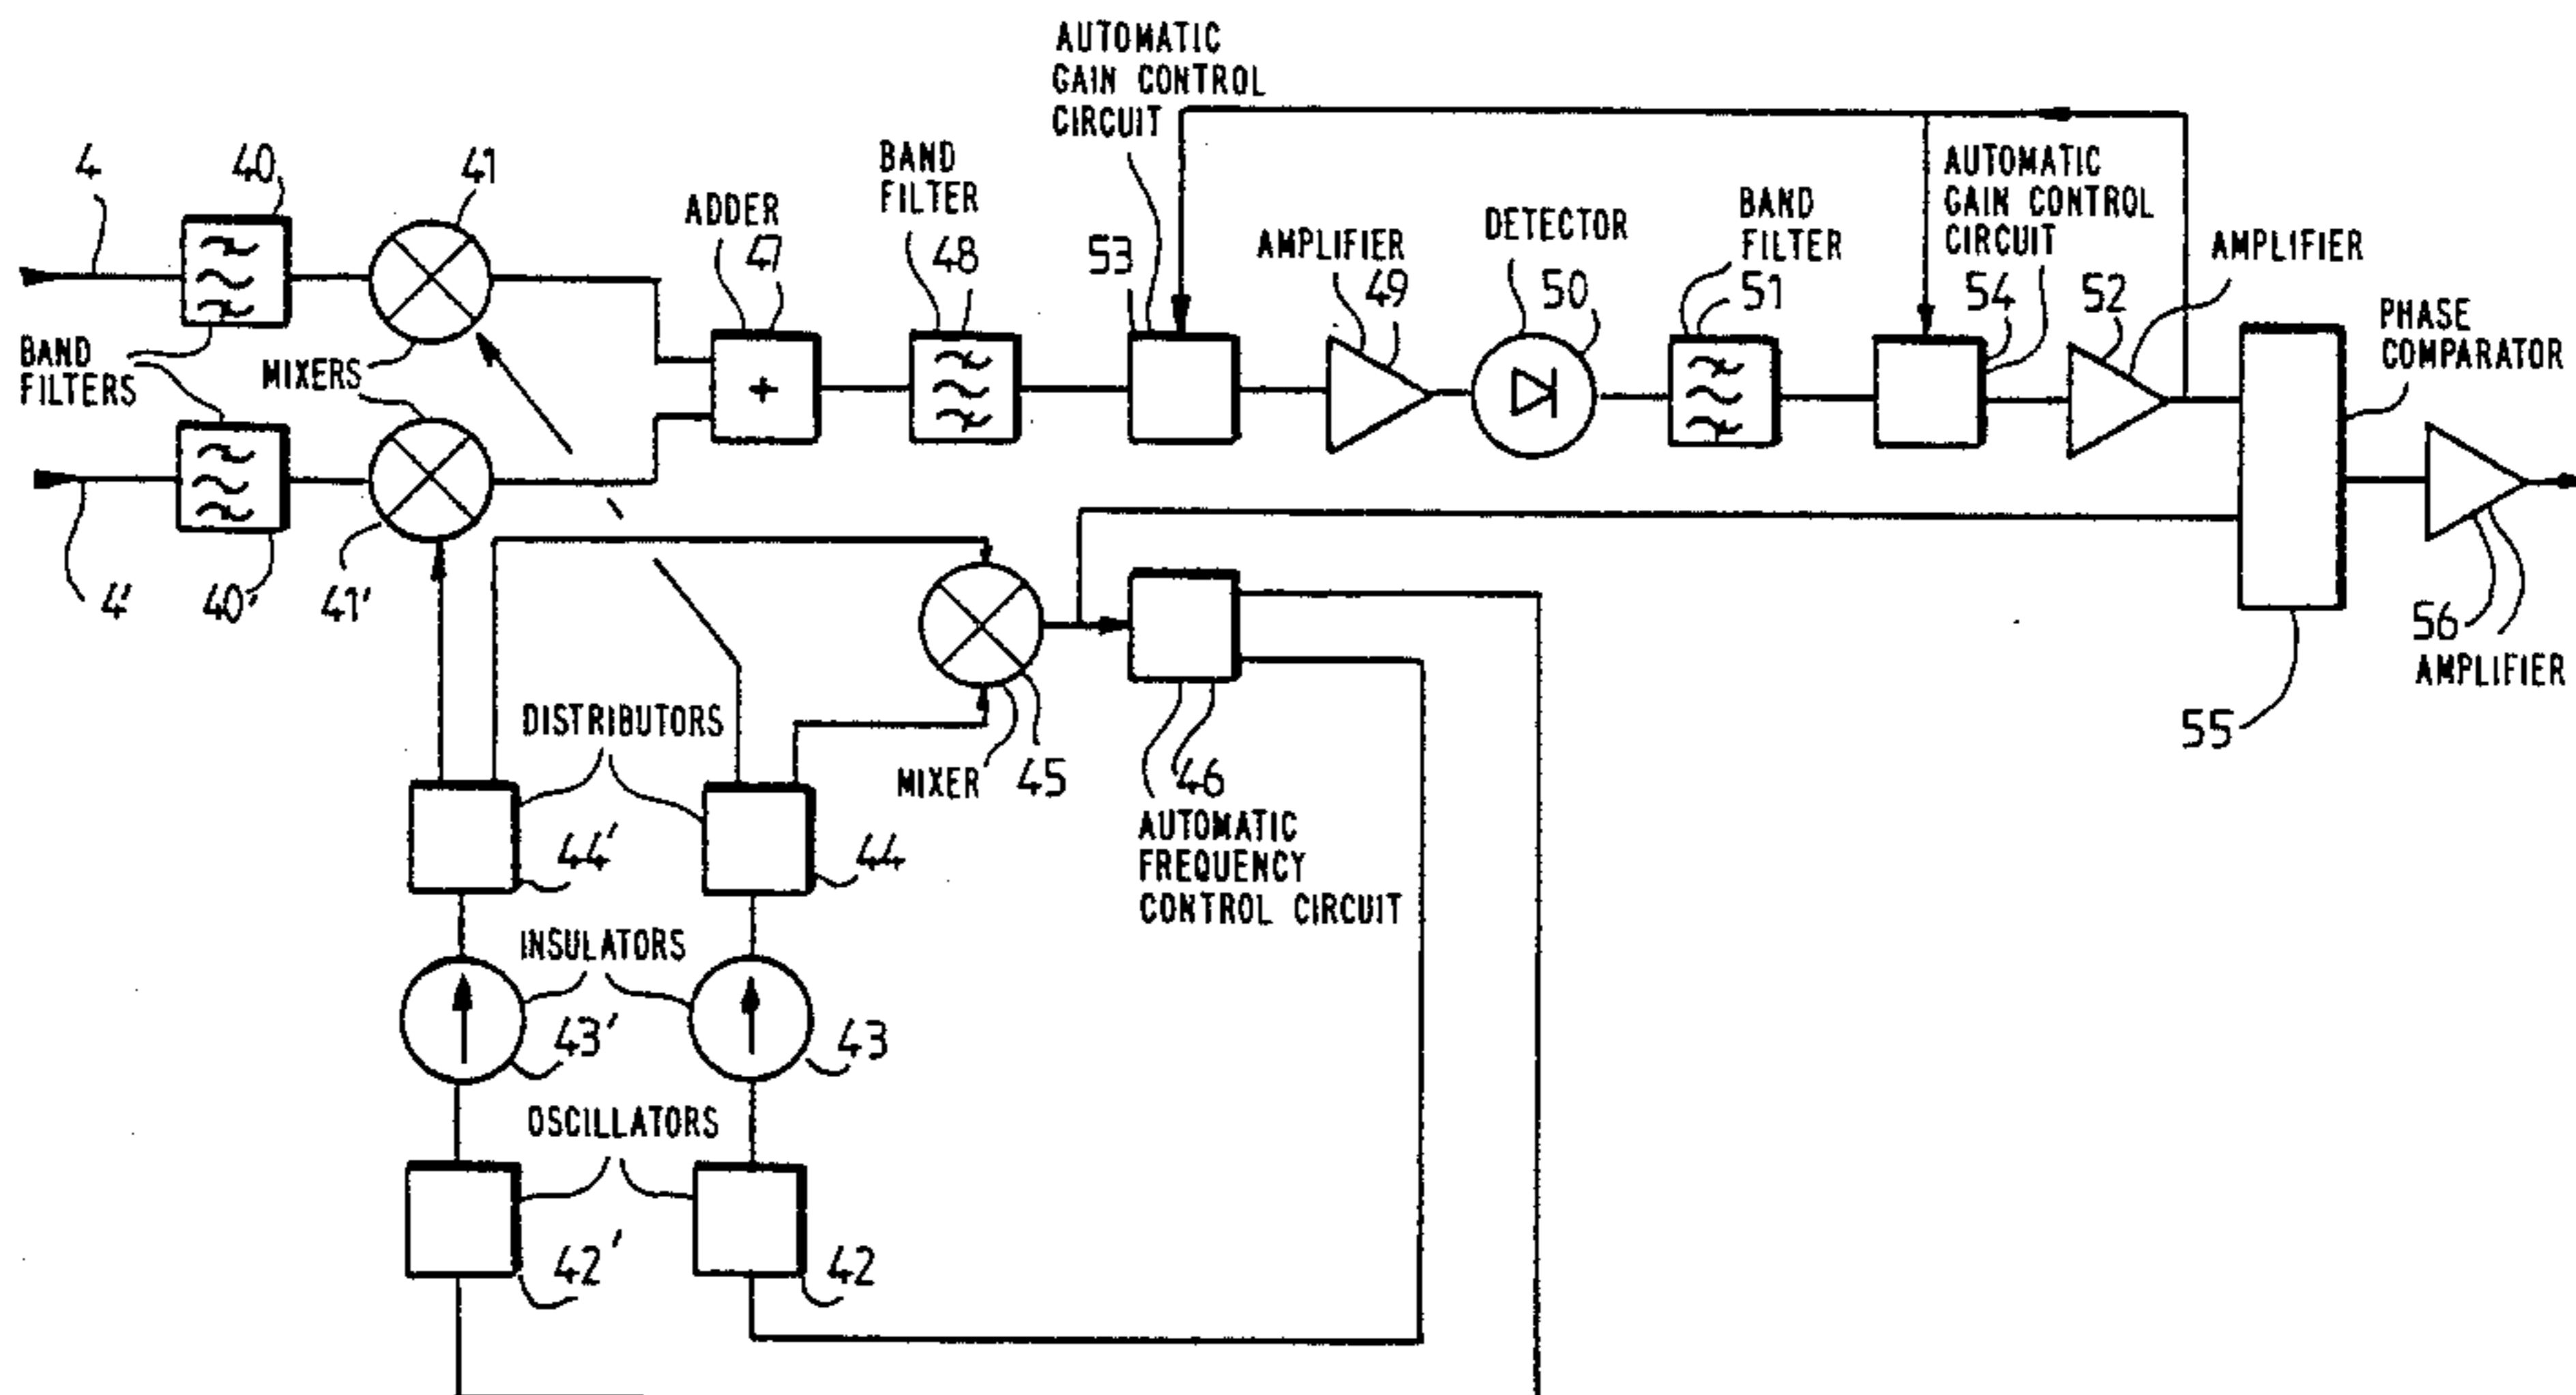 AUTOMATIC
GAIN CONTROL
CIRCUIT
4
40
41
BAND
FILTER
48
ADDER
47
53
AMPLIFIER
49
DETECTOR
50
BAND
FILTER
51
AUTOMATIC
GAIN CONTROL
CIRCUIT
54
52
AMPLIFIER
PHASE
COMPARATOR
BAND
FILTERS
MIXERS
+
4'
40'
41'
56
AMPLIFIER
55
DISTRIBUTORS
MIXER
45
46
AUTOMATIC
FREQUENCY
CONTROL CIRCUIT
44'
44
INSULATORS
43'
43
OSCILLATORS
42'
42